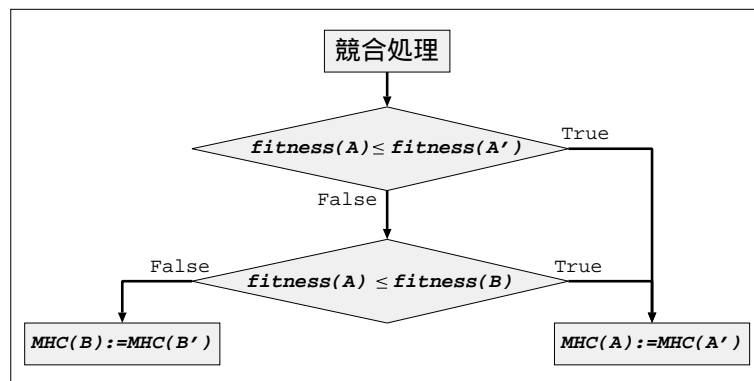 競合処理
fitness(A)≤ fitness(A’)
True
False
False
fitness(A) ≤ fitness(B)
True
MHC(B):=MHC(B’)
MHC(A):=MHC(A’)